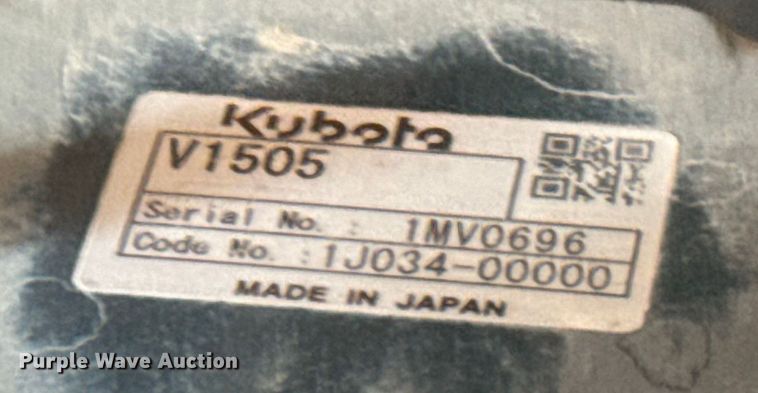 Kubota
V1505
Serial No. : 1MV0696
Code No. : 1J034-00000
MADE IN JAPAN
Purple Wave Auction